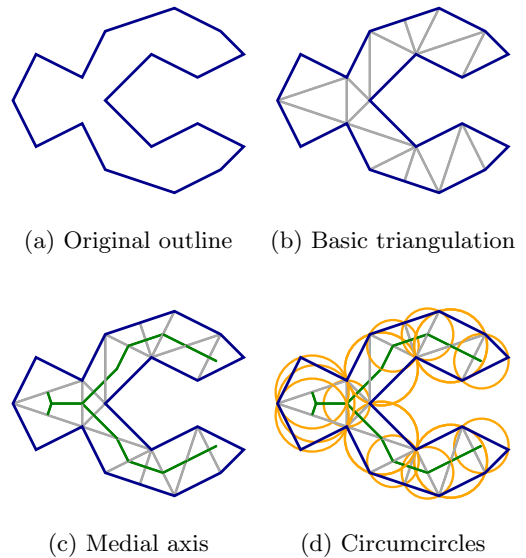 (a) Original outline
(b) Basic triangulation
(c) Medial axis
(d) Circumcircles